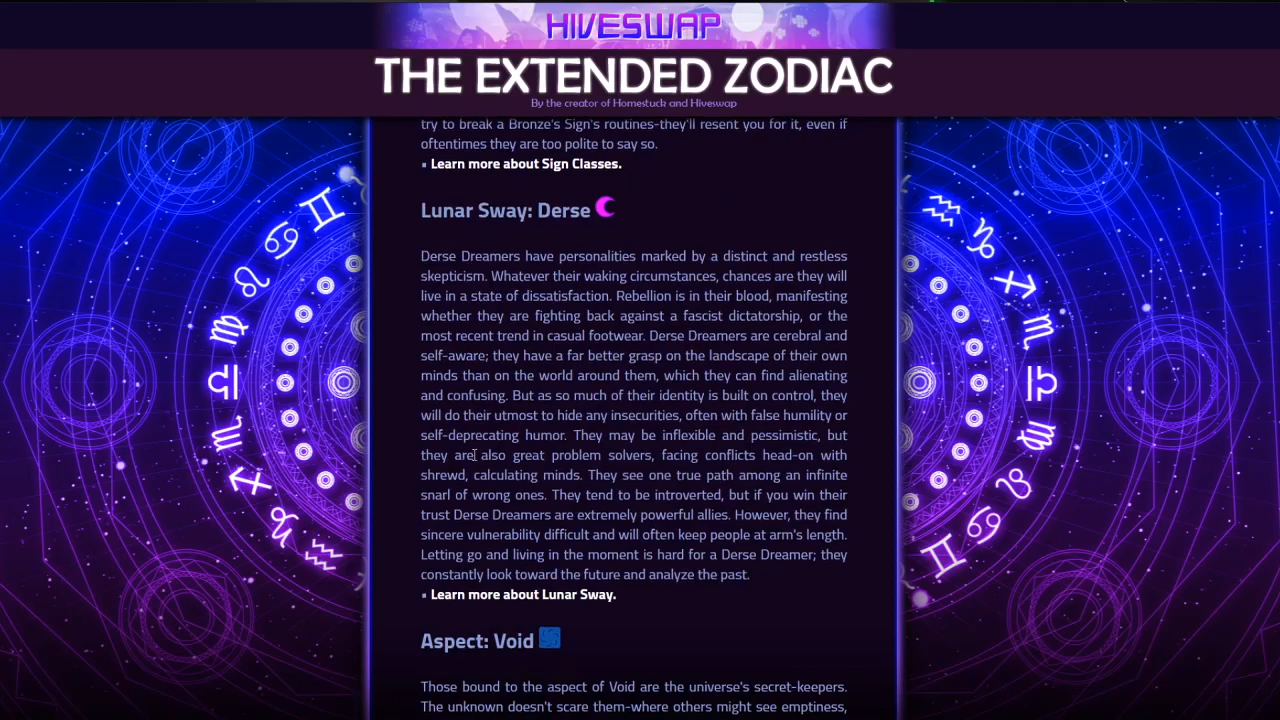 HIVESWAP
THE EXTENDED ZODIAC
By the creator of Homestuck and Hiveswap
try to break a Bronze's Sign's routines-they'll resent you for it, even if
oftentimes they are too polite to say so.
▪ Learn more about Sign Classes.
Lunar Sway: Derse
Derse Dreamers have personalities marked by a distinct and restless
skepticism. Whatever their waking circumstances, chances are they will
live in a state of dissatisfaction. Rebellion is in their blood, manifesting
whether they are fighting back against a fascist dictatorship, or the
most recent trend in casual footwear. Derse Dreamers are cerebral and
self-aware; they have a far better grasp on the landscape of their own
minds than on the world around them, which they can find alienating
and confusing. But as so much of their identity is built on control, they
will do their utmost to hide any insecurities, often with false humility or
self-deprecating humor. They may be inflexible and pessimistic, but
they are also great problem solvers, facing conflicts head-on with
shrewd, calculating minds. They see one true path among an infinite
snarl of wrong ones. They tend to be introverted, but if you win their
trust Derse Dreamers are extremely powerful allies. However, they find
sincere vulnerability difficult and will often keep people at arm's length.
Letting go and living in the moment is hard for a Derse Dreamer; they
constantly look toward the future and analyze the past.
▪ Learn more about Lunar Sway.
Aspect: Void
Those bound to the aspect of Void are the universe's secret-keepers.
The unknown doesn't scare them-where others might see emptiness,